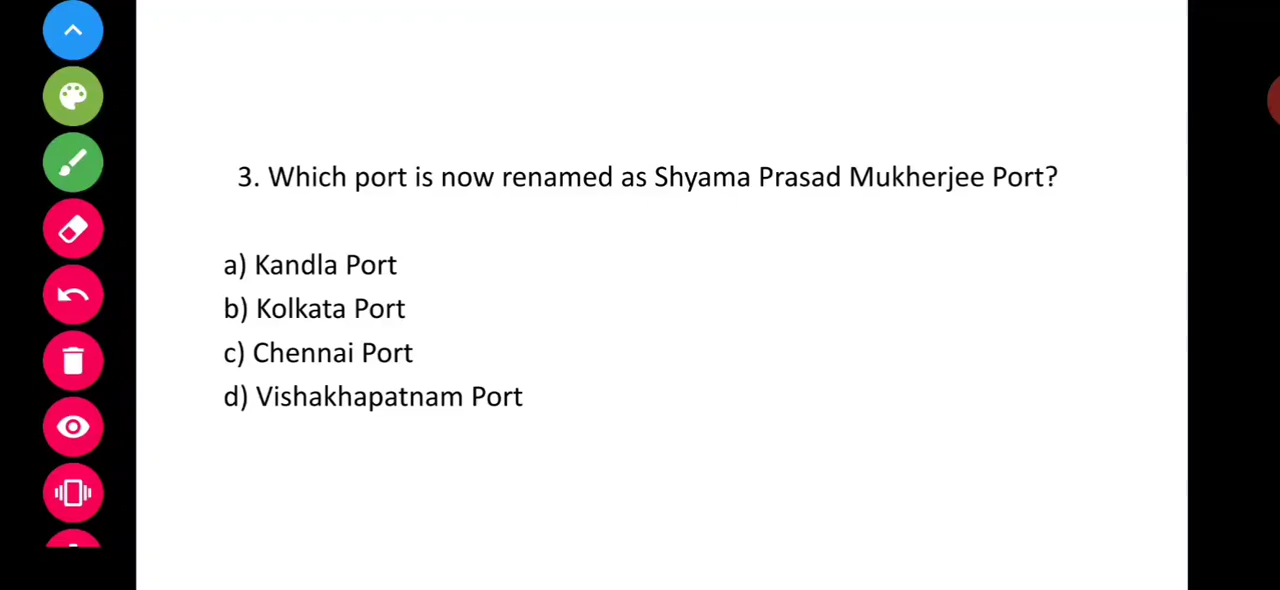 3. Which port is now renamed as Shyama Prasad Mukherjee Port?
a) Kandla Port
b) Kolkata Port
c) Chennai Port
d) Vishakhapatnam Port